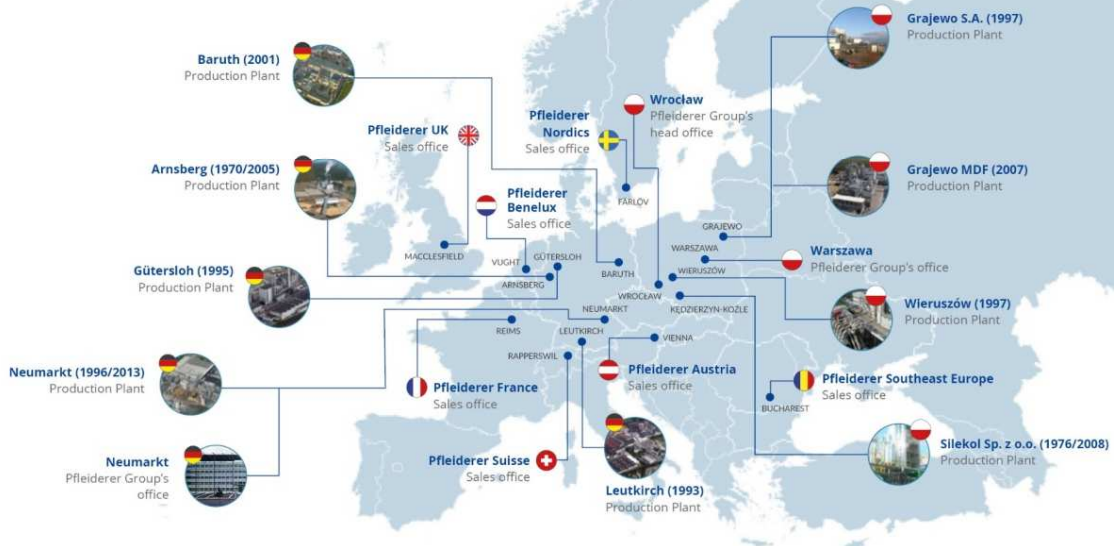 Grajewo S.A. (1997)
Production Plant
Baruth (2001)
Production Plant
Wrocław
Pfleiderer Group's
head office
Pfleiderer UK
Sales office
Pfleiderer
Nordics
Sales office
Arnsberg (1970/2005)
Production Plant
Grajewo MDF (2007)
Production Plant
Pfleiderer
Benelux
Sales office
FÄRLÖV
GRAJEWO
MACCLESFIELD
VUGHT
GÜTERSLOH
WARSZAWA
Warszawa
Pfleiderer Group's office
Gütersloh (1995)
Production Plant
ARNSBERG
BARUTH
WIERUSZÓW
WROCŁAW
KĘDZIERZYN-KOŹLE
Wieruszów (1997)
Production Plant
NEUMARKT
REIMS
LEUTKIRCH
VIENNA
RAPPERSWIL
Neumarkt (1996/2013)
Production Plant
Pfleiderer France
Sales office
Pfleiderer Austria
Sales office
Pfleiderer Southeast Europe
Sales office
BUCHAREST
Silekol Sp. z o.o. (1976/2008)
Production Plant
Neumarkt
Pfleiderer Group's
office
Pfleiderer Suisse
Sales office
Leutkirch (1993)
Production Plant